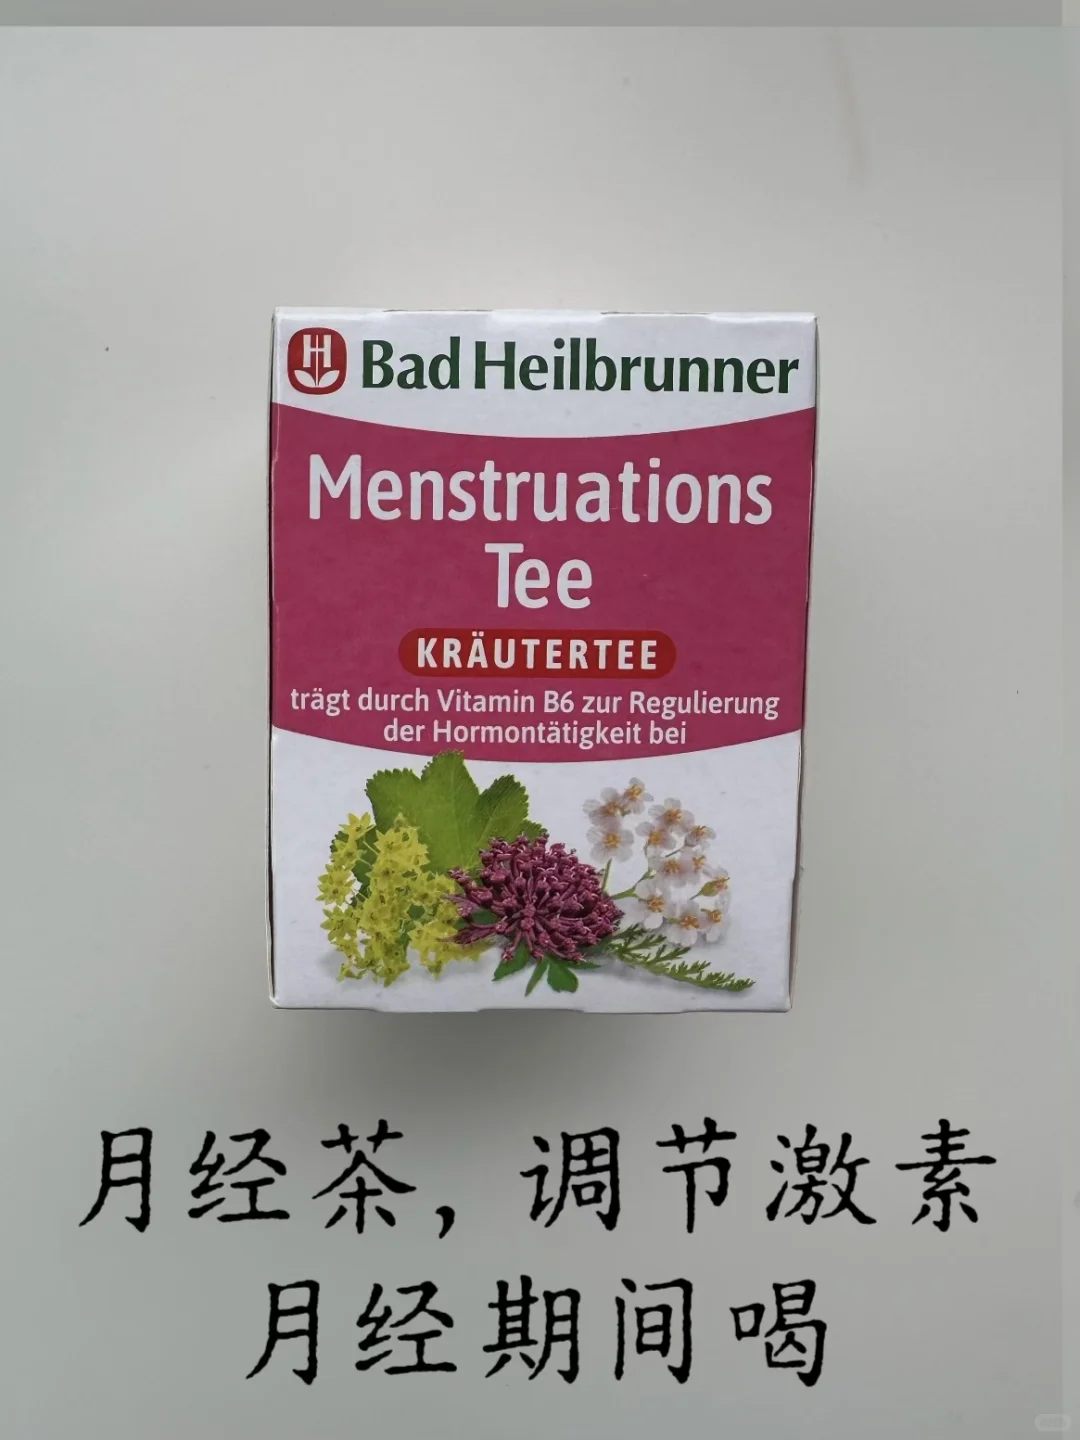 H
Bad Heilbrunner
Menstruations
Tee
KRÄUTERTEE
trägt durch Vitamin B6 zur Regulierung
der Hormontätigkeit bei
月经茶，调节激素
月经期间喝